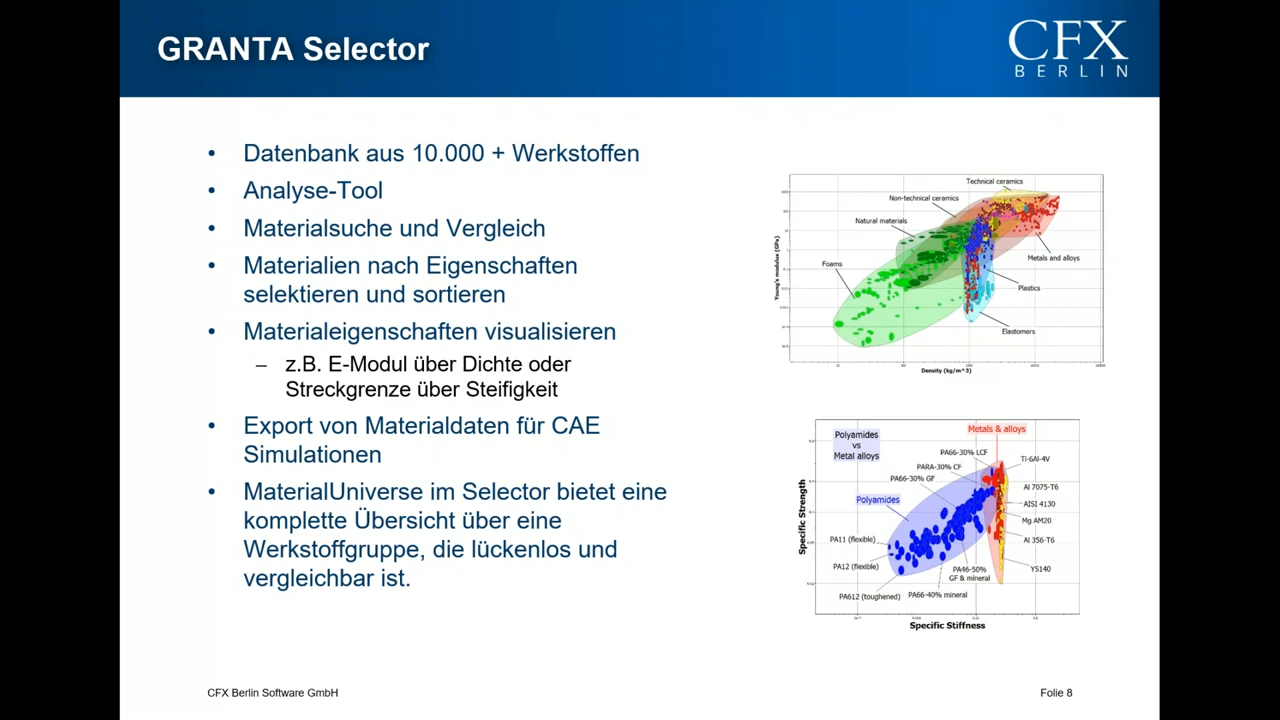 GRANTA Selector
CFX
BERLIN
• Datenbank aus 10.000 + Werkstoffen
• Analyse-Tool
• Materialsuche und Vergleich
• Materialien nach Eigenschaften
selektieren und sortieren
• Materialeigenschaften visualisieren
– z.B. E-Modul über Dichte oder
Streckgrenze über Steifigkeit
• Export von Materialdaten für CAE
Simulationen
• MaterialUniverse im Selector bietet eine
komplette Übersicht über eine
Werkstoffgruppe, die lückenlos und
vergleichbar ist.
Technical ceramics
Non-technical ceramics
Natural materials
Foams
Metals and alloys
Plastics
Elastomers
Young's modulus (GPa)
Density (kg/m^3)
Polyamides
vs
Metal alloys
Metals & alloys
PA66-30% LCF
PARA-30% CF
PA66-30% GF
Ti-6Al-4V
Al 7075-T6
AISI 4130
Mg AM20
Al 356-T6
YS140
Polyamides
PA11 (flexible)
PA12 (flexible)
PA612 (toughened)
PA66-40% mineral
PA46-50%
GF & mineral
Specific Strength
Specific Stiffness
CFX Berlin Software GmbH
Folie 8